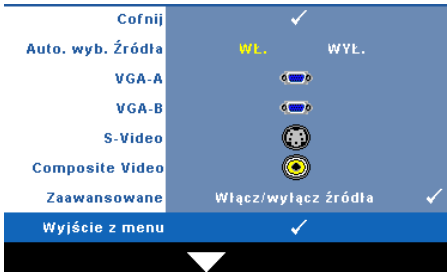 Cofnij ✓
Auto. wyb. Źródła WŁ. WYŁ.
VGA-A
VGA-B
S-Video
Composite Video
Zaawansowane Włącz/wyłącz źródła ✓
Wyjście z menu ✓